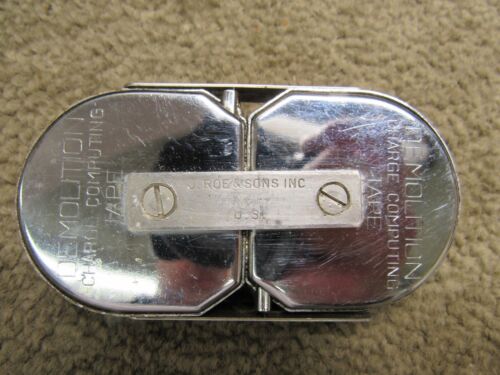 DEMOLITION
CHARGE COMPUTING
TAPE
J. ROE & SONS INC
U.S.
DEMOLITION
CHARGE COMPUTING
TAPE